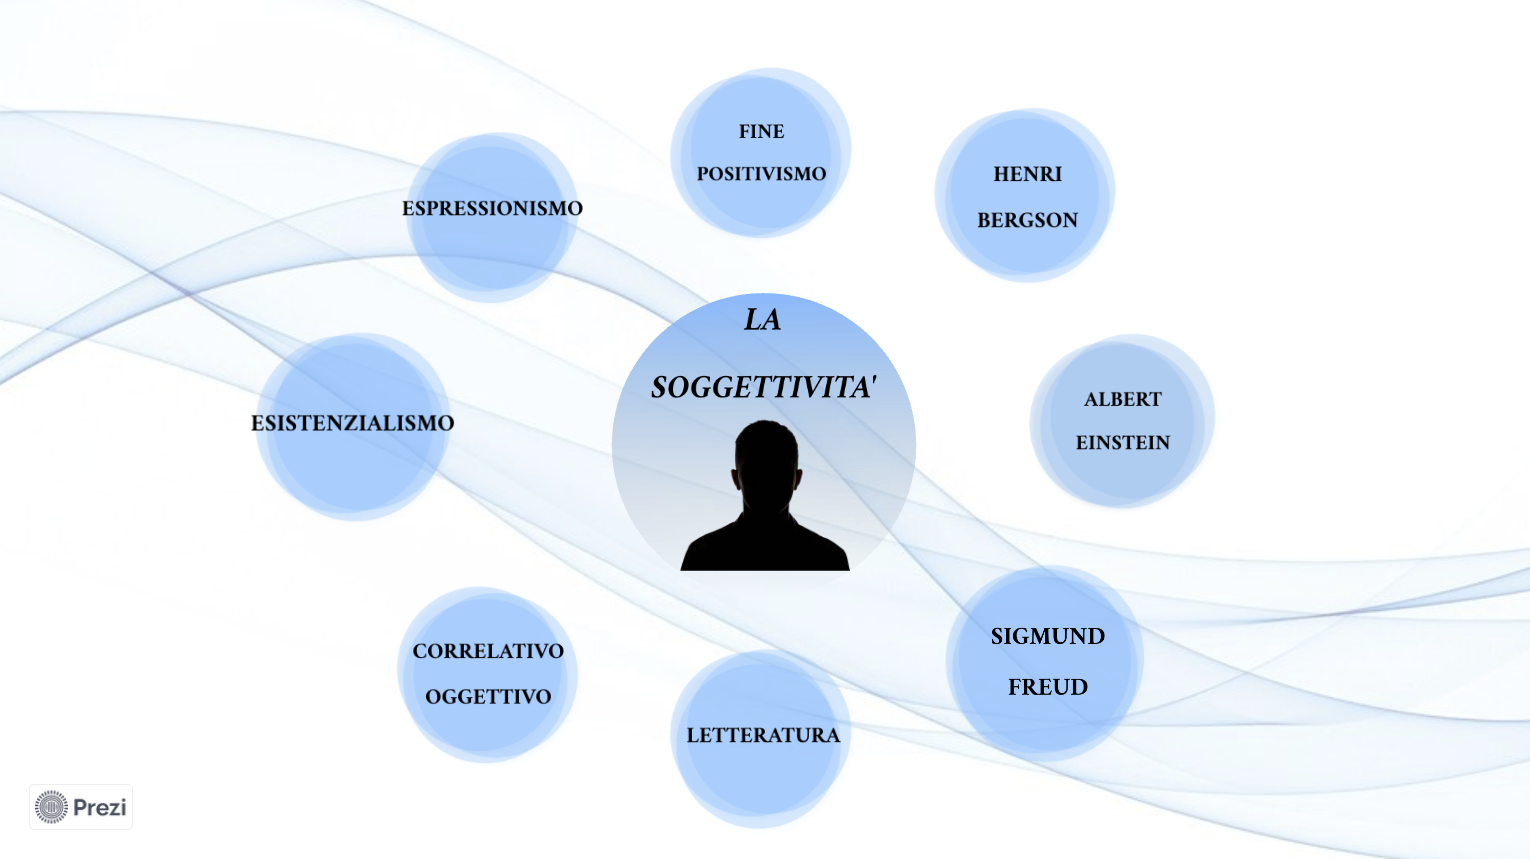 LA
SOGGETTIVITA'
FINE
POSITIVISMO
HENRI
BERGSON
ALBERT
EINSTEIN
SIGMUND
FREUD
LETTERATURA
CORRELATIVO
OGGETTIVO
ESISTENZIALISMO
ESPRESSIONISMO
Prezi